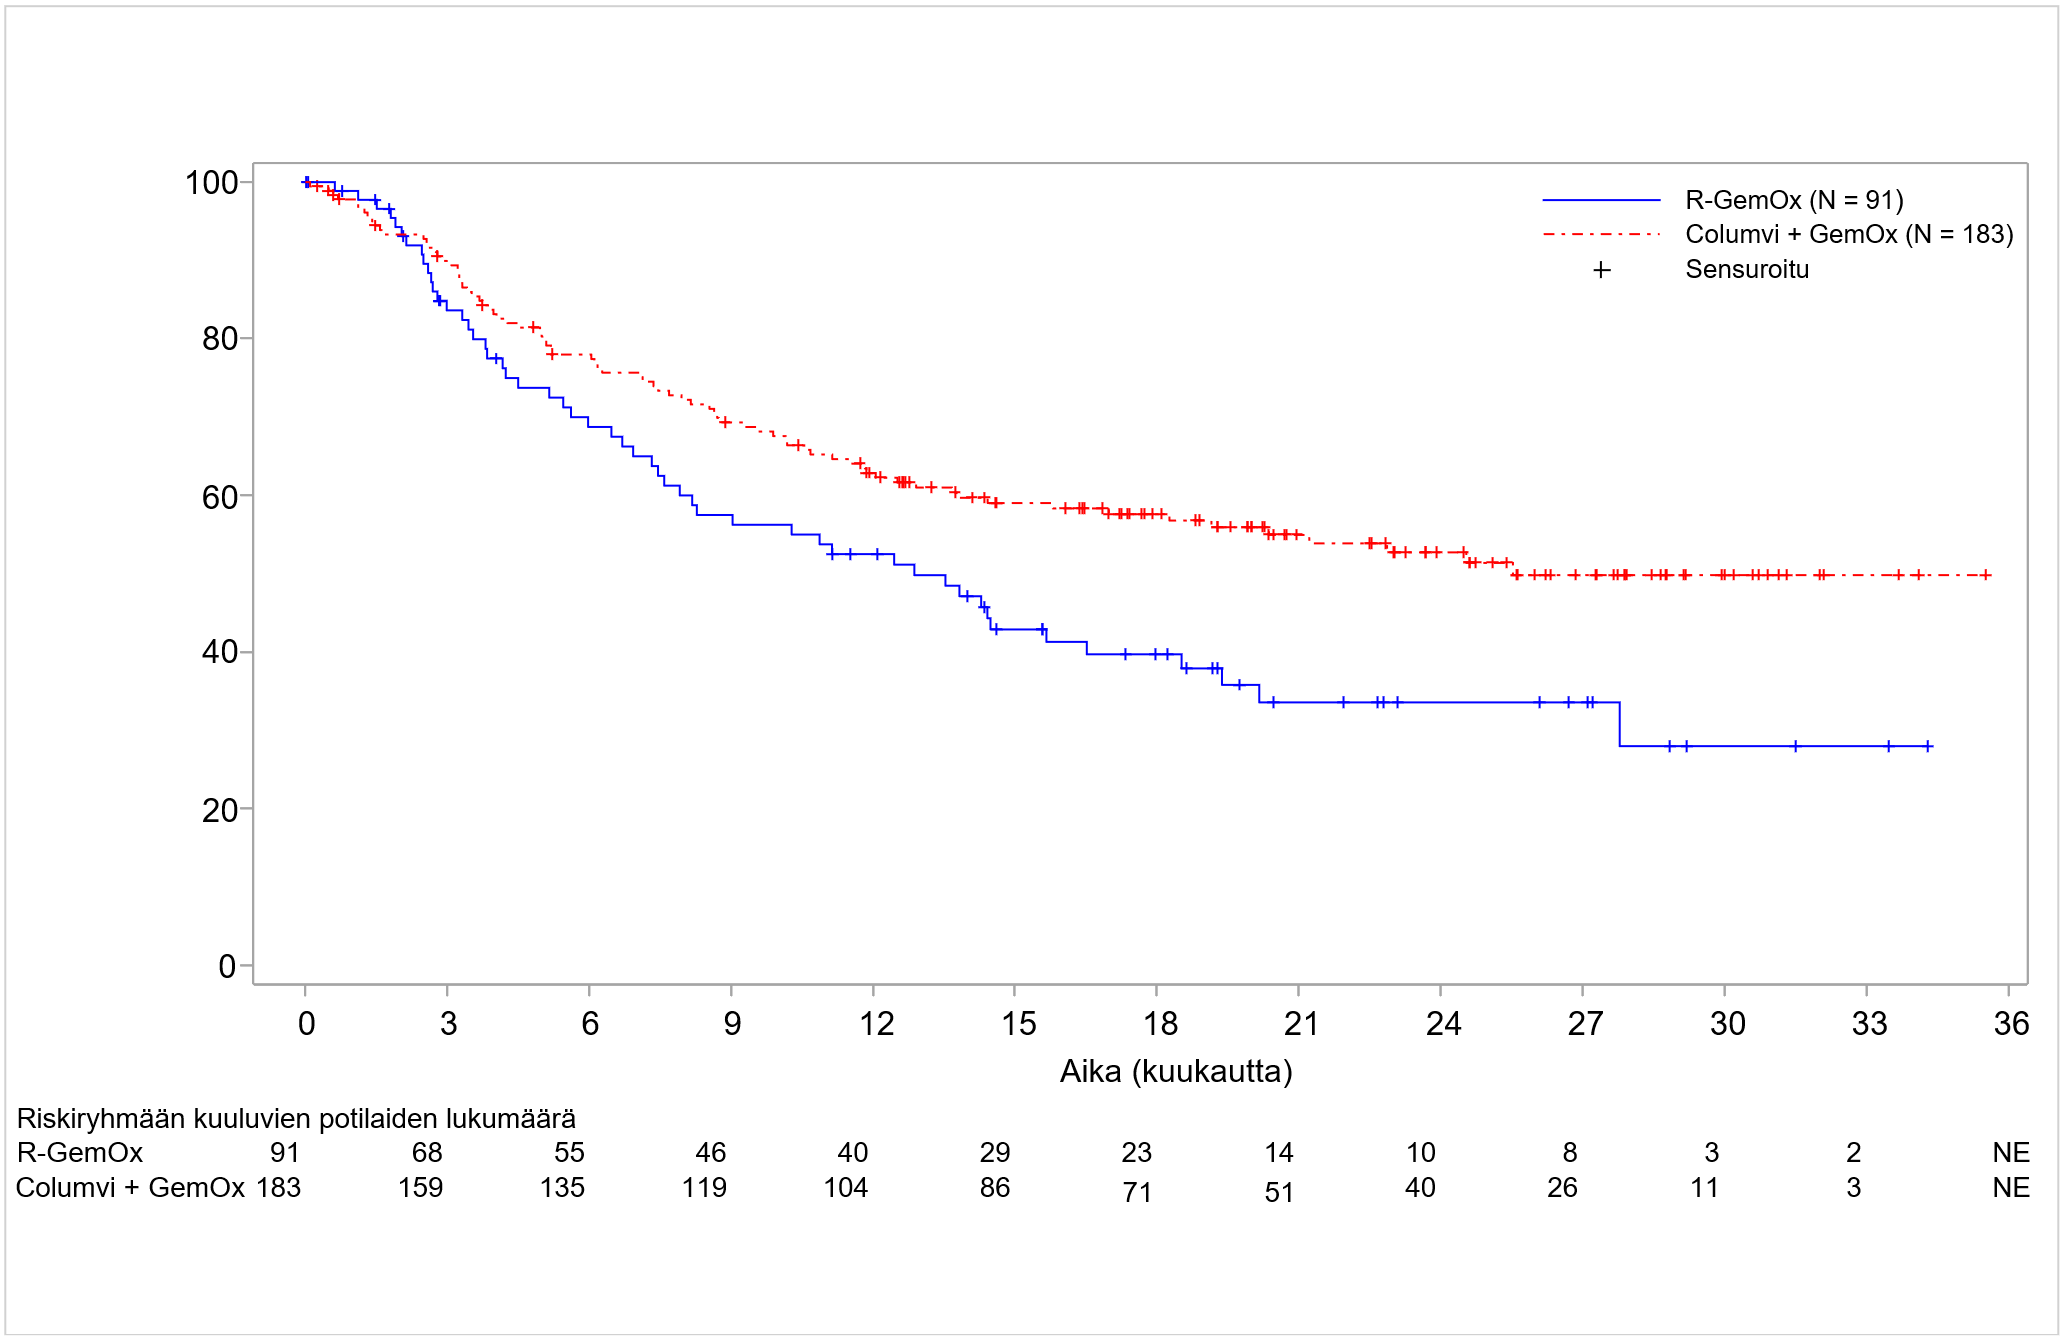 100
80
60
40
20
0
R-GemOx (N = 91)
Columvi + GemOx (N = 183)
Sensuroitu
0 3 6 9 12 15 18 21 24 27 30 33 36
Aika (kuukautta)
Riskiryhmään kuuluvien potilaiden lukumäärä
R-GemOx 91 68 55 46 40 29 23 14 10 8 3 2 NE
Columvi + GemOx 183 159 135 119 104 86 71 51 40 26 11 3 NE